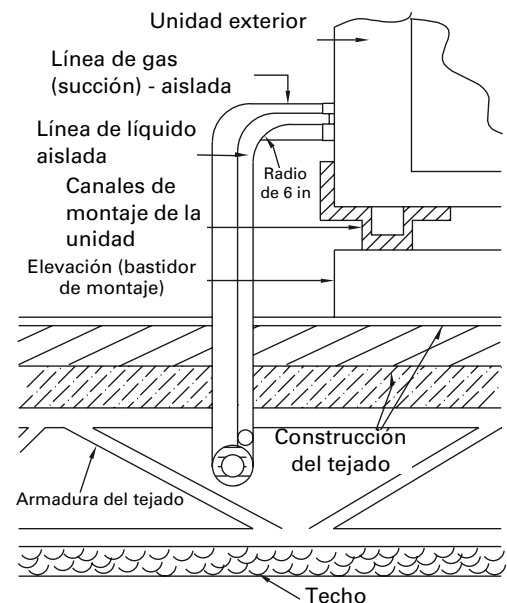 Unidad exterior
Línea de gas
(succión) - aislada
Línea de líquido
aislada
Radio
de 6 in
Canales de
montaje de la
unidad
Elevación (bastidor
de montaje)
Construcción
del tejado
Armadura del tejado
Techo